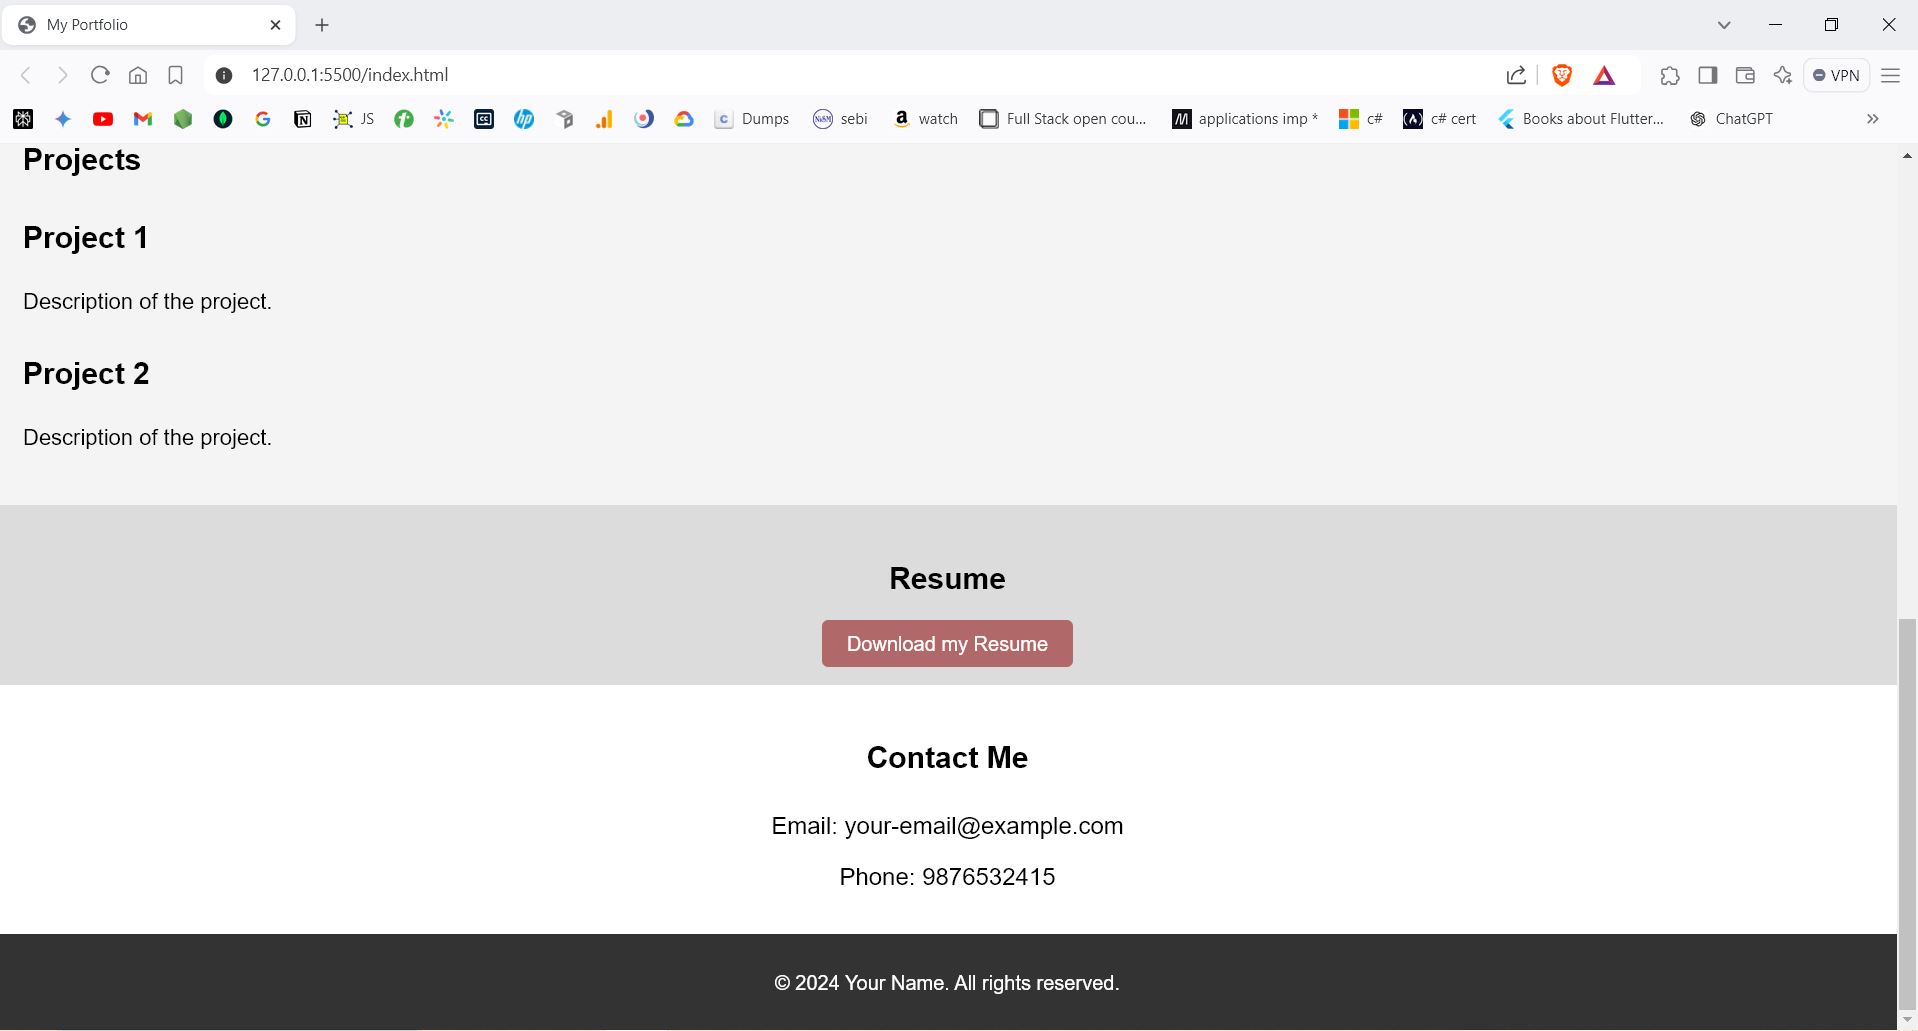 My Portfolio
127.0.0.1:5500/index.html
VPN
JS
CC
hp
C Dumps
NISM sebi
a watch
Full Stack open cou...
M applications imp *
c#
c# cert
Books about Flutter...
ChatGPT
Projects
Project 1
Description of the project.
Project 2
Description of the project.
Resume
Download my Resume
Contact Me
Email: your-email@example.com
Phone: 9876532415
© 2024 Your Name. All rights reserved.